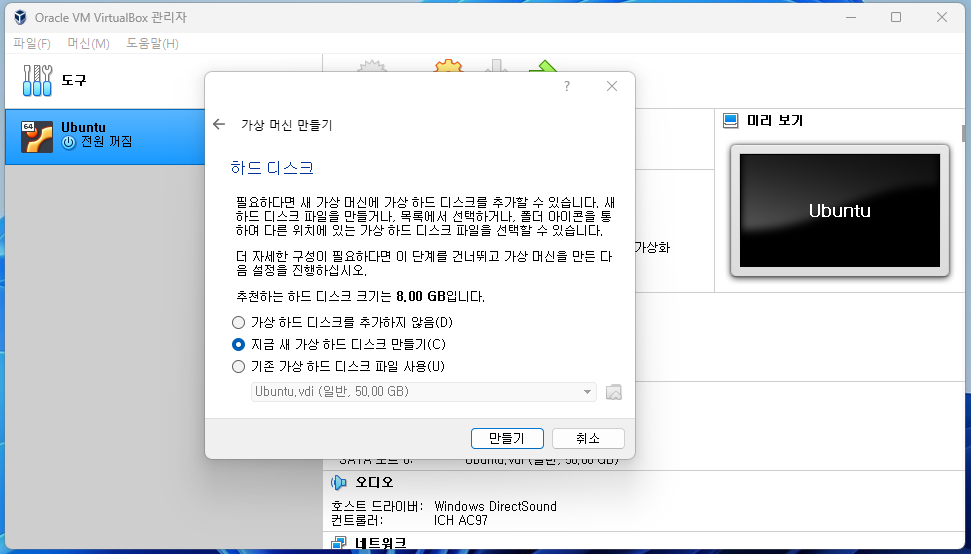 Oracle VM VirtualBox 관리자
파일(F) 머신(M) 도움말(H)
도구
64
Ubuntu
전원 꺼짐
?
가상 머신 만들기
하드 디스크
필요하다면 새 가상 머신에 가상 하드 디스크를 추가할 수 있습니다. 새
하드 디스크 파일을 만들거나, 목록에서 선택하거나, 폴더 아이콘을 통
하여 다른 위치에 있는 가상 하드 디스크 파일을 선택할 수 있습니다.
더 자세한 구성이 필요하다면 이 단계를 건너뛰고 가상 머신을 만든 다
음 설정을 진행하십시오.
추천하는 하드 디스크 크기는 8.00 GB입니다.
가상 하드 디스크를 추가하지 않음(D)
지금 새 가상 하드 디스크 만들기(C)
기존 가상 하드 디스크 파일 사용(U)
Ubuntu.vdi (일반, 50.00 GB)
만들기 취소
미리 보기
Ubuntu
가상화
SATA 포트 0: Ubuntu.vdi (일반, 50.00 GB)
오디오
호스트 드라이버: Windows DirectSound
컨트롤러: ICH AC97
네트워크